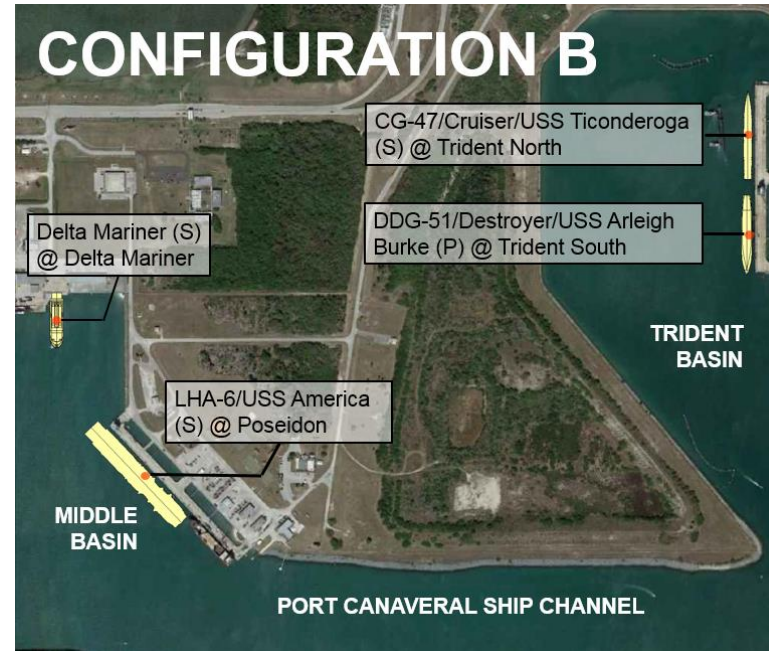 CONFIGURATION B
CG-47/Cruiser/USS Ticonderoga
(S) @ Trident North
DDG-51/Destroyer/USS Arleigh
Burke (P) @ Trident South
Delta Mariner (S)
@ Delta Mariner
TRIDENT
BASIN
LHA-6/USS America
(S) @ Poseidon
MIDDLE
BASIN
PORT CANAVERAL SHIP CHANNEL